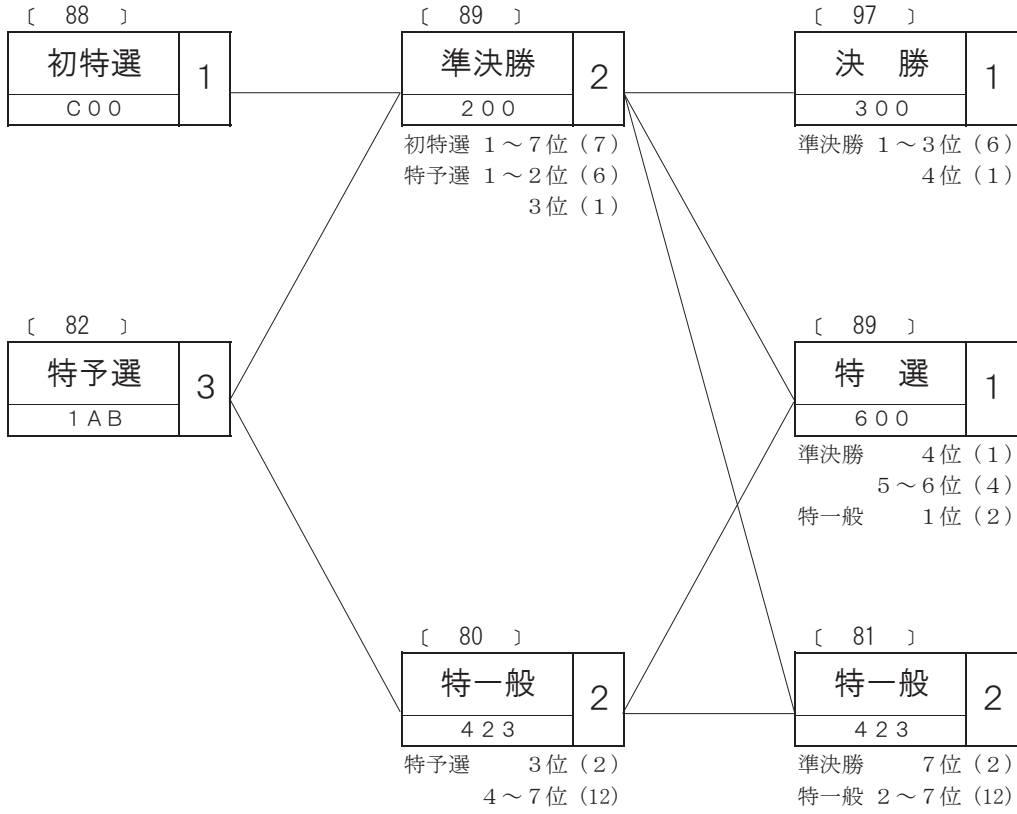 〔 88 〕
初特選 1
C00
〔 89 〕
準決勝 2
200
初特選 1～7位 (7)
特予選 1～2位 (6)
3位 (1)
〔 97 〕
決 勝 1
300
準決勝 1～3位 (6)
4位 (1)
〔 82 〕
特予選 3
1AB
〔 89 〕
特 選 1
600
準決勝 4位 (1)
5～6位 (4)
特一般 1位 (2)
〔 80 〕
特一般 2
423
特予選 3位 (2)
4～7位 (12)
〔 81 〕
特一般 2
423
準決勝 7位 (2)
特一般 2～7位 (12)